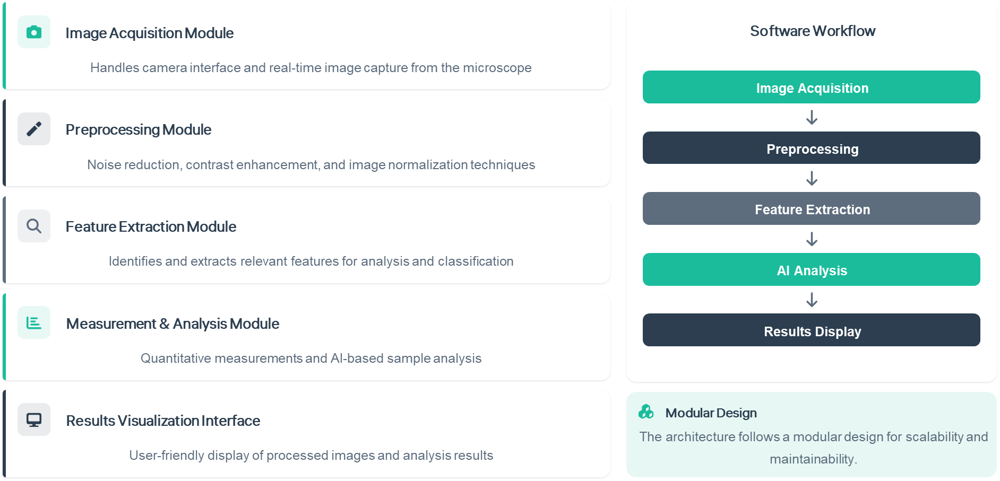 Image Acquisition Module
Handles camera interface and real-time image capture from the microscope
Preprocessing Module
Noise reduction, contrast enhancement, and image normalization techniques
Feature Extraction Module
Identifies and extracts relevant features for analysis and classification
Measurement & Analysis Module
Quantitative measurements and AI-based sample analysis
Results Visualization Interface
User-friendly display of processed images and analysis results
Software Workflow
Image Acquisition
Preprocessing
Feature Extraction
AI Analysis
Results Display
Modular Design
The architecture follows a modular design for scalability and
maintainability.